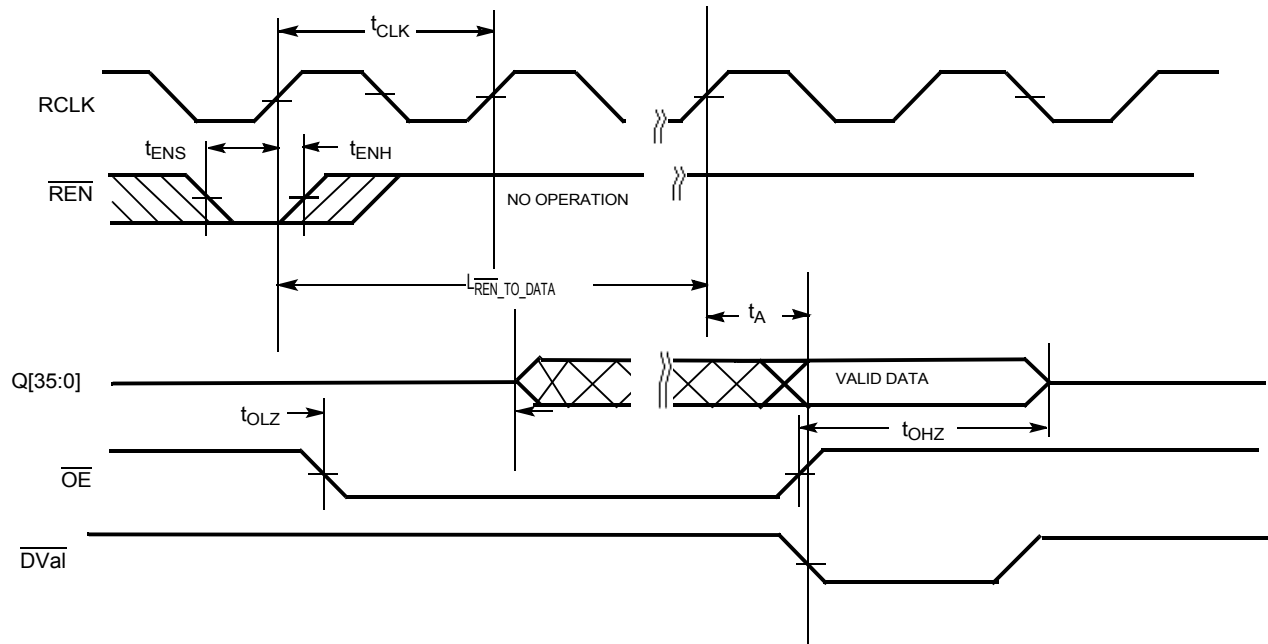 tCLK
RCLK
tENS
tENH
REN
NO OPERATION
LREN_TO_DATA
tA
Q[35:0]
VALID DATA
tOLZ
tOHZ
OE
DVal